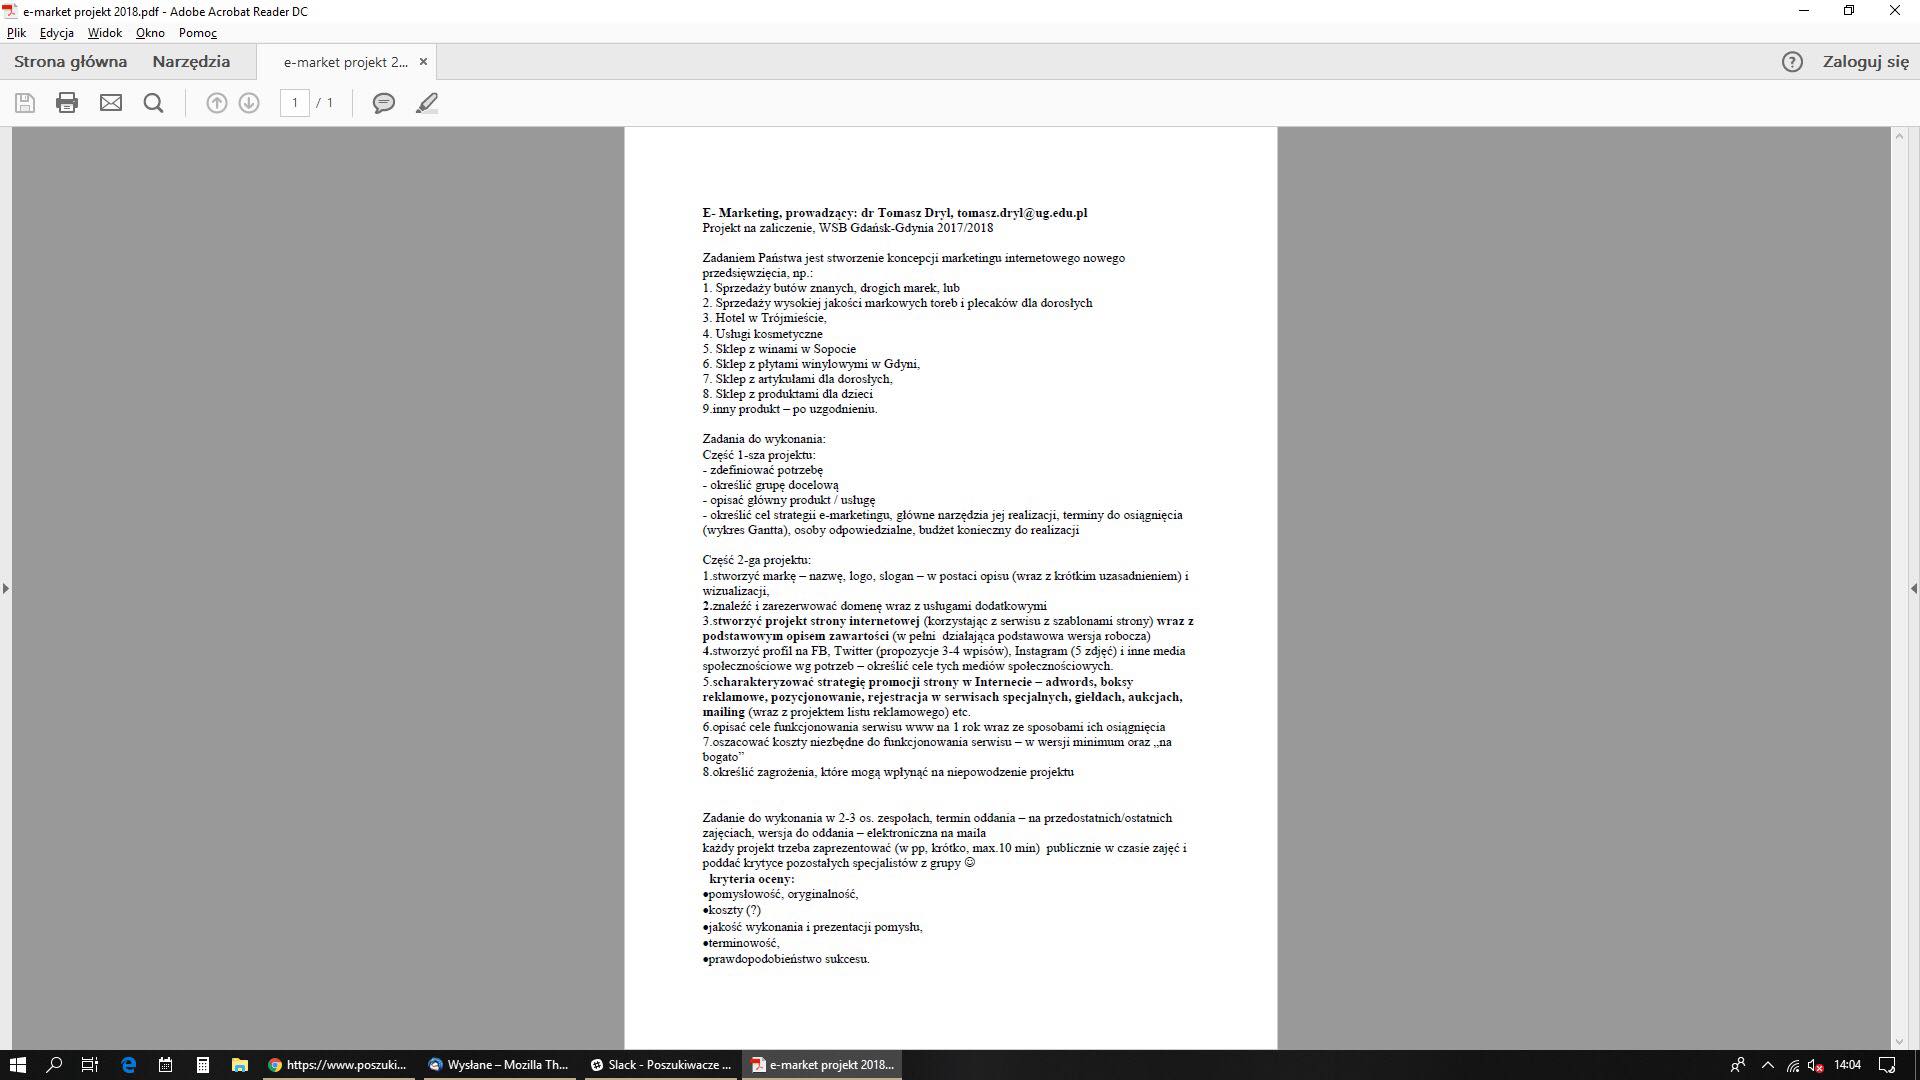 e-market projekt 2018.pdf - Adobe Acrobat Reader DC
Plik Edycja Widok Okno Pomoc
Strona główna Narzędzia e-market projekt 2... × ? Zaloguj się
1 / 1
E- Marketing, prowadzący: dr Tomasz Dryl, tomasz.dryl@ug.edu.pl
Projekt na zaliczenie, WSB Gdańsk-Gdynia 2017/2018
Zadaniem Państwa jest stworzenie koncepcji marketingu internetowego nowego
przedsięwzięcia, np.:
1. Sprzedaży butów znanych, drogich marek, lub
2. Sprzedaży wysokiej jakości markowych toreb i plecaków dla dorosłych
3. Hotel w Trójmieście,
4. Usługi kosmetyczne
5. Sklep z winami w Sopocie
6. Sklep z płytami winylowymi w Gdyni,
7. Sklep z artykułami dla dorosłych,
8. Sklep z produktami dla dzieci
9.inny produkt – po uzgodnieniu.
Zadania do wykonania:
Część 1-sza projektu:
- zdefiniować potrzebę
- określić grupę docelową
- opisać główny produkt / usługę
- określić cel strategii e-marketingu, główne narzędzia jej realizacji, terminy do osiągnięcia
(wykres Gantta), osoby odpowiedzialne, budżet konieczny do realizacji
Część 2-ga projektu:
1.stworzyć markę – nazwę, logo, slogan – w postaci opisu (wraz z krótkim uzasadnieniem) i
wizualizacji,
2.znaleźć i zarezerwować domenę wraz z usługami dodatkowymi
3.stworzyć projekt strony internetowej (korzystając z serwisu z szablonami strony) wraz z
podstawowym opisem zawartości (w pełni działająca podstawowa wersja robocza)
4.stworzyć profil na FB, Twitter (propozycje 3-4 wpisów), Instagram (5 zdjęć) i inne media
społecznościowe wg potrzeb – określić cele tych mediów społecznościowych.
5.scharakteryzować strategię promocji strony w Internecie – adwords, boksy
reklamowe, pozycjonowanie, rejestracja w serwisach specjalnych, giełdach, aukcjach,
mailing (wraz z projektem listu reklamowego) etc.
6.opisać cele funkcjonowania serwisu www na 1 rok wraz ze sposobami ich osiągnięcia
7.oszacować koszty niezbędne do funkcjonowania serwisu – w wersji minimum oraz „na
bogato”
8.określić zagrożenia, które mogą wpłynąć na niepowodzenie projektu
Zadanie do wykonania w 2-3 os. zespołach, termin oddania – na przedostatnich/ostatnich
zajęciach, wersja do oddania – elektroniczna na maila
każdy projekt trzeba zaprezentować (w pp, krótko, max.10 min) publicznie w czasie zajęć i
poddać krytyce pozostałych specjalistów z grupy ☺
kryteria oceny:
•pomysłowość, oryginalność,
•koszty (?)
•jakość wykonania i prezentacji pomysłu,
•terminowość,
•prawdopodobieństwo sukcesu.
https://www.poszuki... Wysłane – Mozilla Th... Slack - Poszukiwacze ... e-market projekt 2018... 14:04